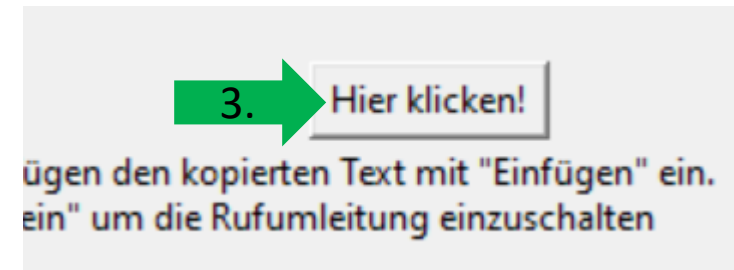 3. Hier klicken!
ügen den kopierten Text mit "Einfügen" ein.
ein" um die Rufumleitung einzuschalten